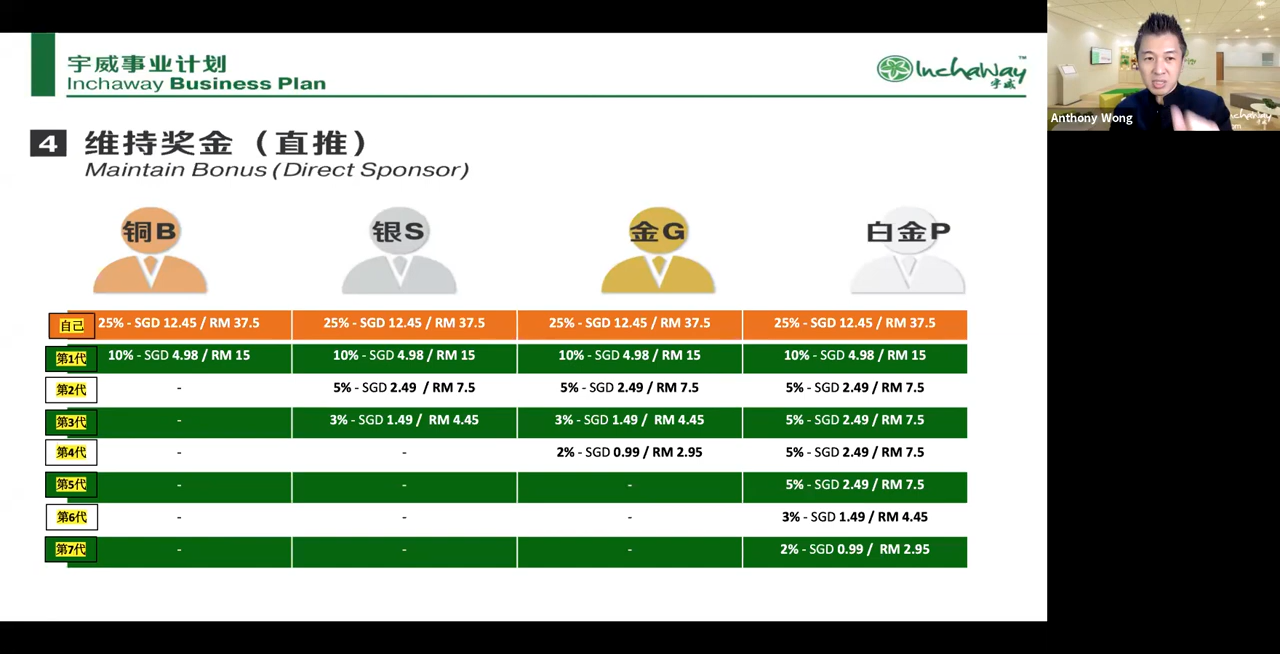 宇威事业计划
Inchaway Business Plan
InchaWay™
宇威
Anthony Wong
4 维持奖金（直推）
Maintain Bonus (Direct Sponsor)
铜B 银S 金G 白金P
自己 25% - SGD 12.45 / RM 37.5 25% - SGD 12.45 / RM 37.5 25% - SGD 12.45 / RM 37.5 25% - SGD 12.45 / RM 37.5
第1代 10% - SGD 4.98 / RM 15 10% - SGD 4.98 / RM 15 10% - SGD 4.98 / RM 15 10% - SGD 4.98 / RM 15
第2代 - 5% - SGD 2.49 / RM 7.5 5% - SGD 2.49 / RM 7.5 5% - SGD 2.49 / RM 7.5
第3代 - 3% - SGD 1.49 / RM 4.45 3% - SGD 1.49 / RM 4.45 5% - SGD 2.49 / RM 7.5
第4代 - - 2% - SGD 0.99 / RM 2.95 5% - SGD 2.49 / RM 7.5
第5代 - - - 5% - SGD 2.49 / RM 7.5
第6代 - - - 3% - SGD 1.49 / RM 4.45
第7代 - - - 2% - SGD 0.99 / RM 2.95